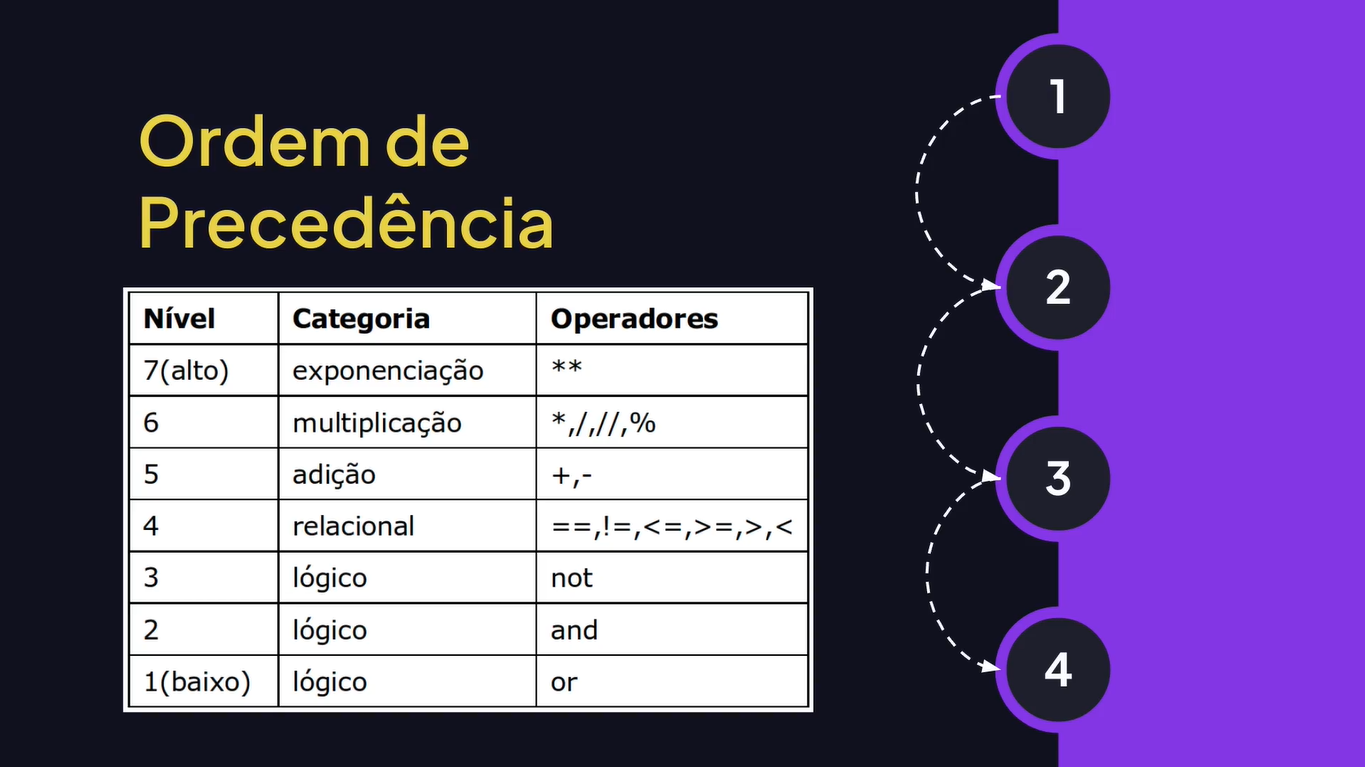 Ordem de
Precedência
Nível Categoria Operadores
7(alto) exponenciação **
6 multiplicação *,/,//,%
5 adição +,-
4 relacional ==,!=,<=,>=,>,<
3 lógico not
2 lógico and
1(baixo) lógico or
1
2
3
4